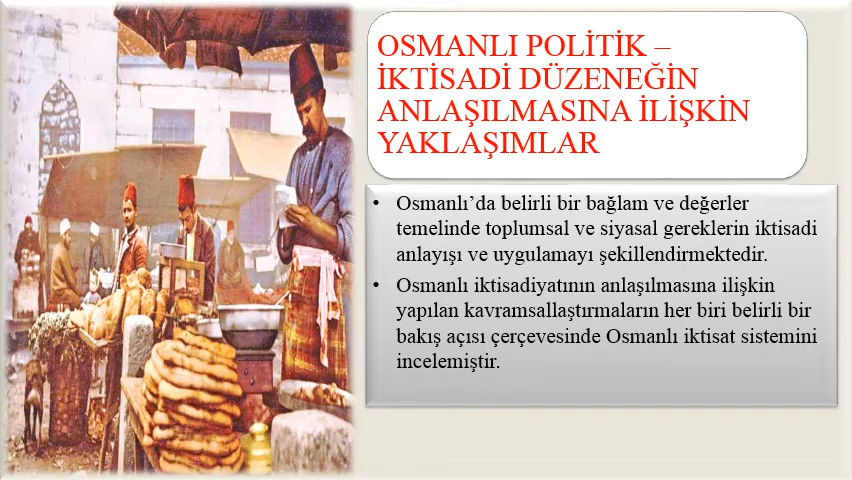 OSMANLI POLİTİK –
İKTİSADİ DÜZENEĞİN
ANLAŞILMASINA İLİŞKİN
YAKLAŞIMLAR
• Osmanlı’da belirli bir bağlam ve değerler
temelinde toplumsal ve siyasal gereklerin iktisadi
anlayışı ve uygulamayı şekillendirmektedir.
• Osmanlı iktisadiyatının anlaşılmasına ilişkin
yapılan kavramsallaştırmaların her biri belirli bir
bakış açısı çerçevesinde Osmanlı iktisat sistemini
incelemiştir.